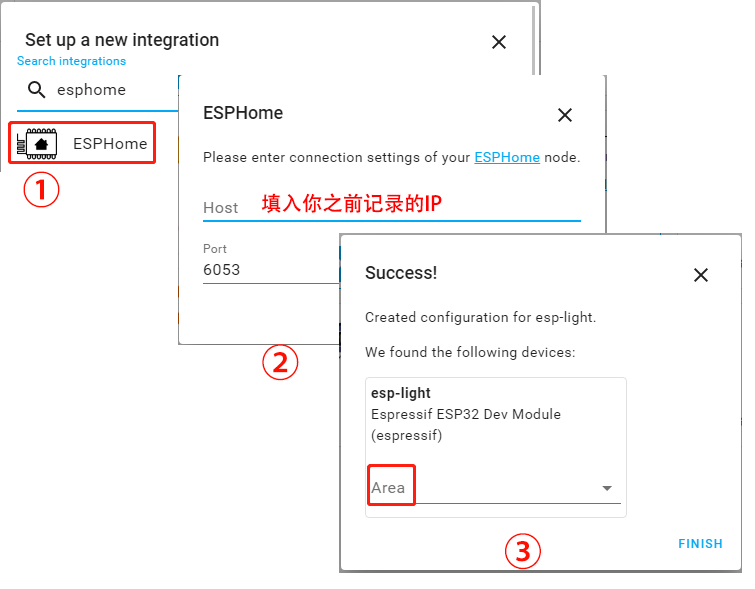 Set up a new integration
Search integrations
esphome
ESPHome
①
ESPHome
Please enter connection settings of your ESPHome node.
Host 填入你之前记录的IP
Port
6053
②
Success!
Created configuration for esp-light.
We found the following devices:
esp-light
Espressif ESP32 Dev Module
(espressif)
Area
FINISH
③